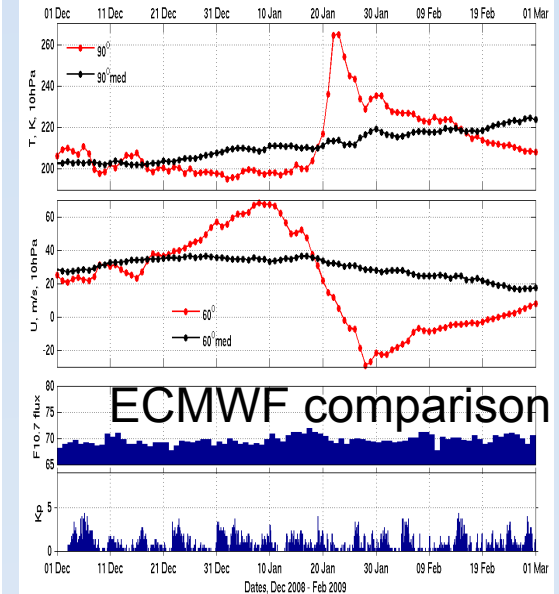 01 Dec 11 Dec 21 Dec 31 Dec 10 Jan 20 Jan 30 Jan 09 Feb 19 Feb 01 Mar
T, K, 10hPa
260
240
220
200
90⁰
90⁰med
U, m/s, 10hPa
60
40
20
0
-20
60⁰
60⁰med
F10.7 flux
80
75
70
65
ECMWF comparison
Kp
5
0
01 Dec 11 Dec 21 Dec 31 Dec 10 Jan 20 Jan 30 Jan 09 Feb 19 Feb 01 Mar
Dates, Dec 2008 - Feb 2009